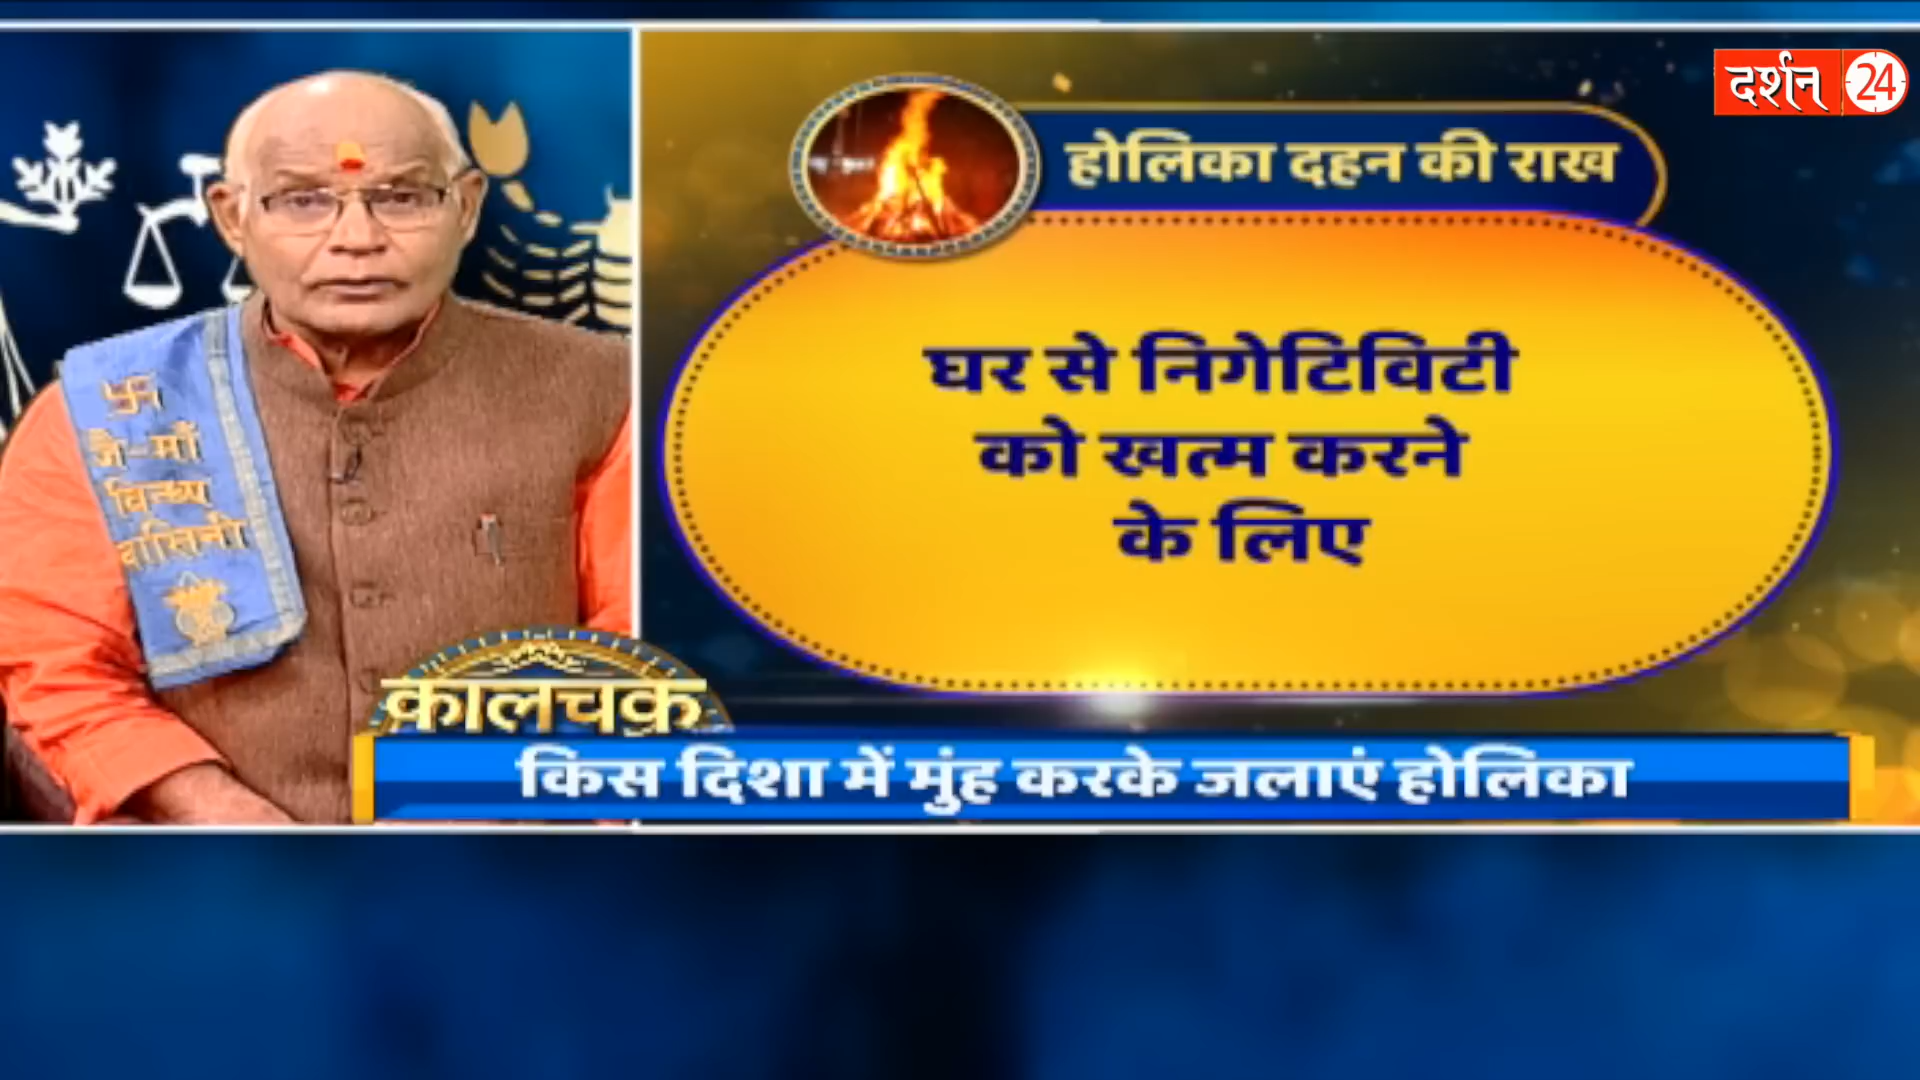 दर्शन 24
होलिका दहन की राख
घर से निगेटिविटी
को खत्म करने
के लिए
जै-माँ
विन्ध्य
वासिनी
कालचक्र
किस दिशा में मुंह करके जलाएं होलिका